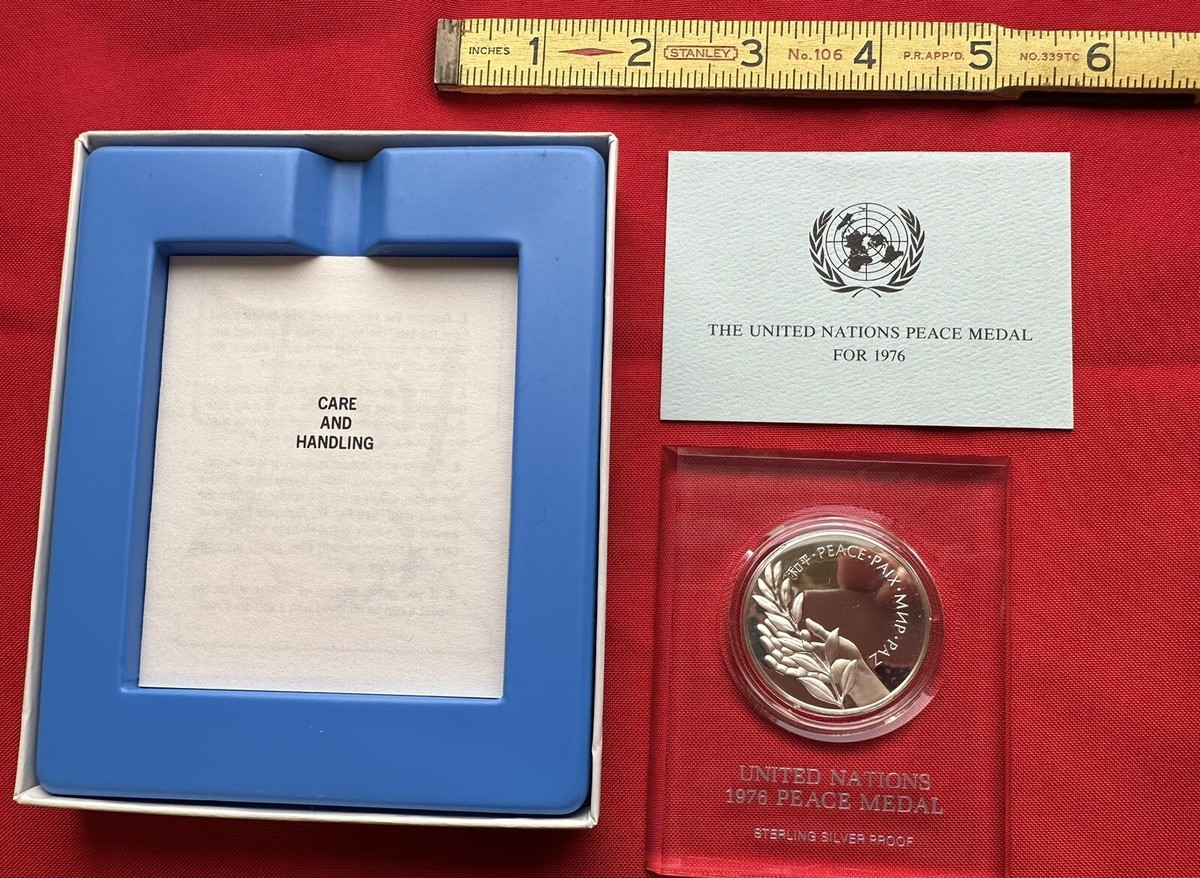 INCHES 1 2 STANLEY 3 No. 106 4 P.R. APP'D. 5 NO. 339TC 6
CARE
AND
HANDLING
THE UNITED NATIONS PEACE MEDAL
FOR 1976
和平·PEACE·PAIX·МИР·PAZ
UNITED NATIONS
1976 PEACE MEDAL
STERLING SILVER PROOF